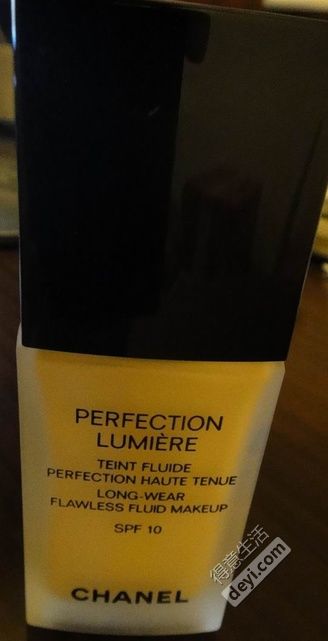 PERFECTION
LUMIÈRE
TEINT FLUIDE
PERFECTION HAUTE TENUE
LONG-WEAR
FLAWLESS FLUID MAKEUP
SPF 10
CHANEL
得意生活
deyi.com